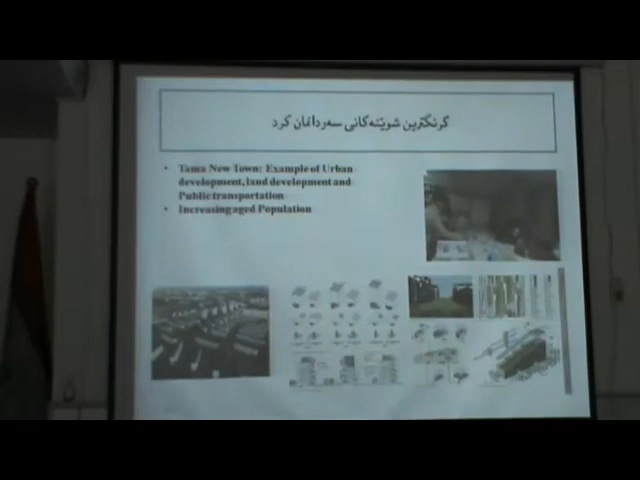 گرنگترین شوێنەکانی سەردانمان کرد
• Tama New Town: Example of Urban
development, land development and
Public transportation
• Increasing aged Population